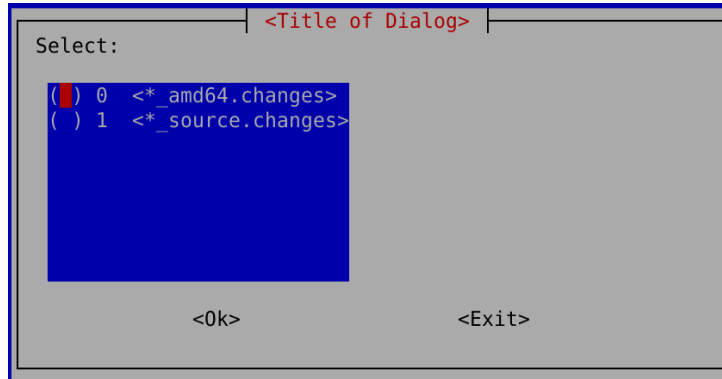 <Title of Dialog>
Select:
( ) 0 <*_amd64.changes>
( ) 1 <*_source.changes>
<Ok> <Exit>